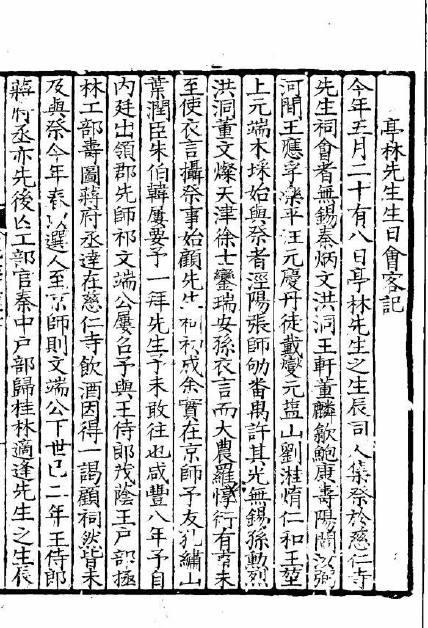 亭林先生生日會客記
今年五月二十有八日亭林先生之生辰同人集祭於慈仁寺
先生祠會者無錫秦炳文洪洞王軒董麟歙鮑康壽陽閻汝弼
河間王應孚灤平汪元慶丹徒戴燮元盬山劉淮焴仁和王堃
上元端木埰始與祭者涇陽張師劬番禺許其光無錫孫勳烈
洪洞董文燦天津徐士鑾瑞安孫衣言而大農羅惇衍有荐未
至使衣言攝祭事始顧先生祠初成余實在京師予友孔繡山
葉潤臣朱伯韓屢要予一拜先生予未敢往也咸豐八年予自
內廷出領郡先師祁文端公屢召予與王侍郎茂蔭王戶部拯
林工部壽圖蔣府丞達在慈仁寺飲酒因得一謁顧祠然皆未
及與祭今年春以選人至京師則文端公下世已二年王侍郎
蔣府丞亦先後亾工部官秦中戶部歸桂林適逢先生之生辰